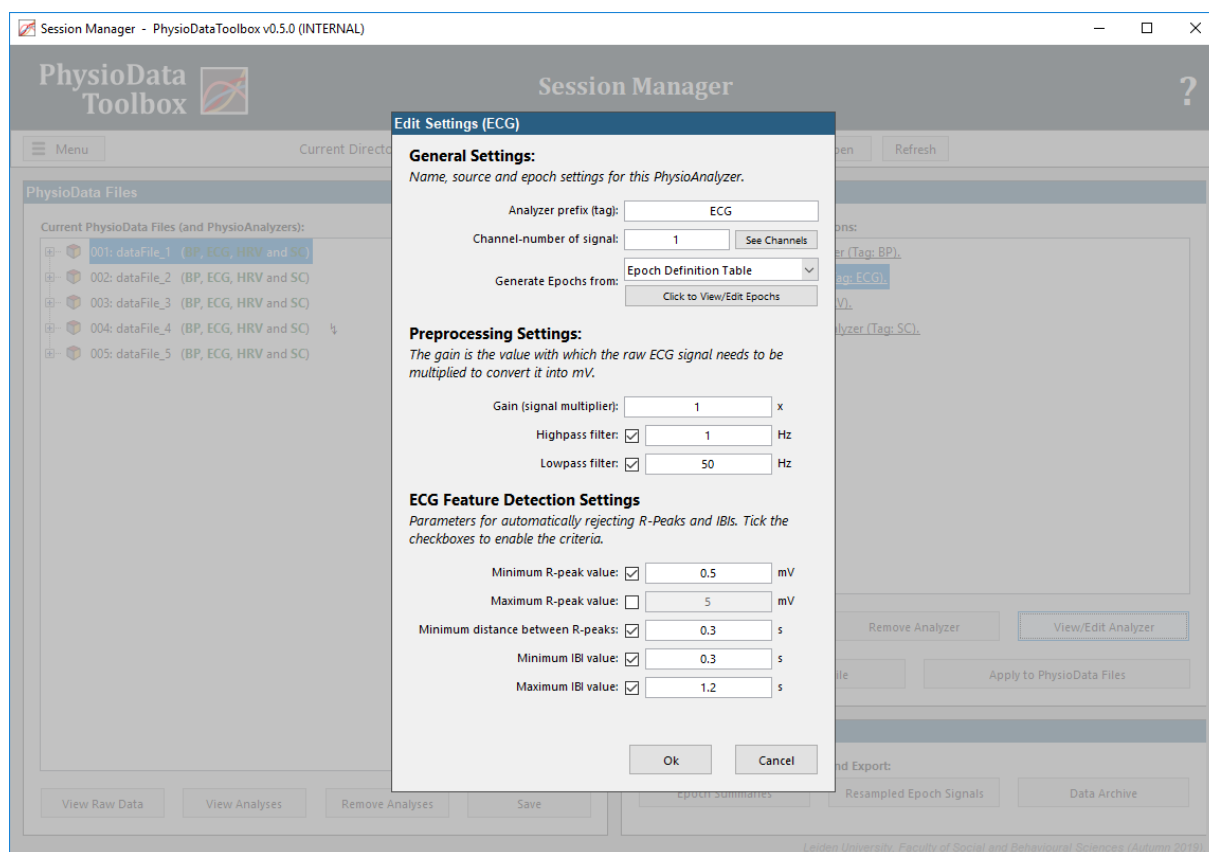 Session Manager - PhysioDataToolbox v0.5.0 (INTERNAL)
PhysioData
Toolbox
Session Manager
?
Menu
Current Directo
pen
Refresh
PhysioData Files
Current PhysioData Files (and PhysioAnalyzers):
001: dataFile_1 (BP, ECG, HRV and SC)
002: dataFile_2 (BP, ECG, HRV and SC)
003: dataFile_3 (BP, ECG, HRV and SC)
004: dataFile_4 (BP, ECG, HRV and SC)
005: dataFile_5 (BP, ECG, HRV and SC)
View Raw Data
View Analyses
Remove Analyses
Save
Edit Settings (ECG)
General Settings:
Name, source and epoch settings for this PhysioAnalyzer.
Analyzer prefix (tag): ECG
Channel-number of signal: 1 See Channels
Generate Epochs from: Epoch Definition Table
Click to View/Edit Epochs
Preprocessing Settings:
The gain is the value with which the raw ECG signal needs to be
multiplied to convert it into mV.
Gain (signal multiplier): 1 x
Highpass filter: 1 Hz
Lowpass filter: 50 Hz
ECG Feature Detection Settings
Parameters for automatically rejecting R-Peaks and IBIs. Tick the
checkboxes to enable the criteria.
Minimum R-peak value: 0.5 mV
Maximum R-peak value: 5 mV
Minimum distance between R-peaks: 0.3 s
Minimum IBI value: 0.3 s
Maximum IBI value: 1.2 s
Ok
Cancel
ons:
er (Tag: BP).
ag: ECG).
V).
lyzer (Tag: SC).
Remove Analyzer
View/Edit Analyzer
ile
Apply to PhysioData Files
nd Export:
Epoch Summaries
Resampled Epoch Signals
Data Archive
Leiden University, Faculty of Social and Behavioural Sciences (Autumn 2019)